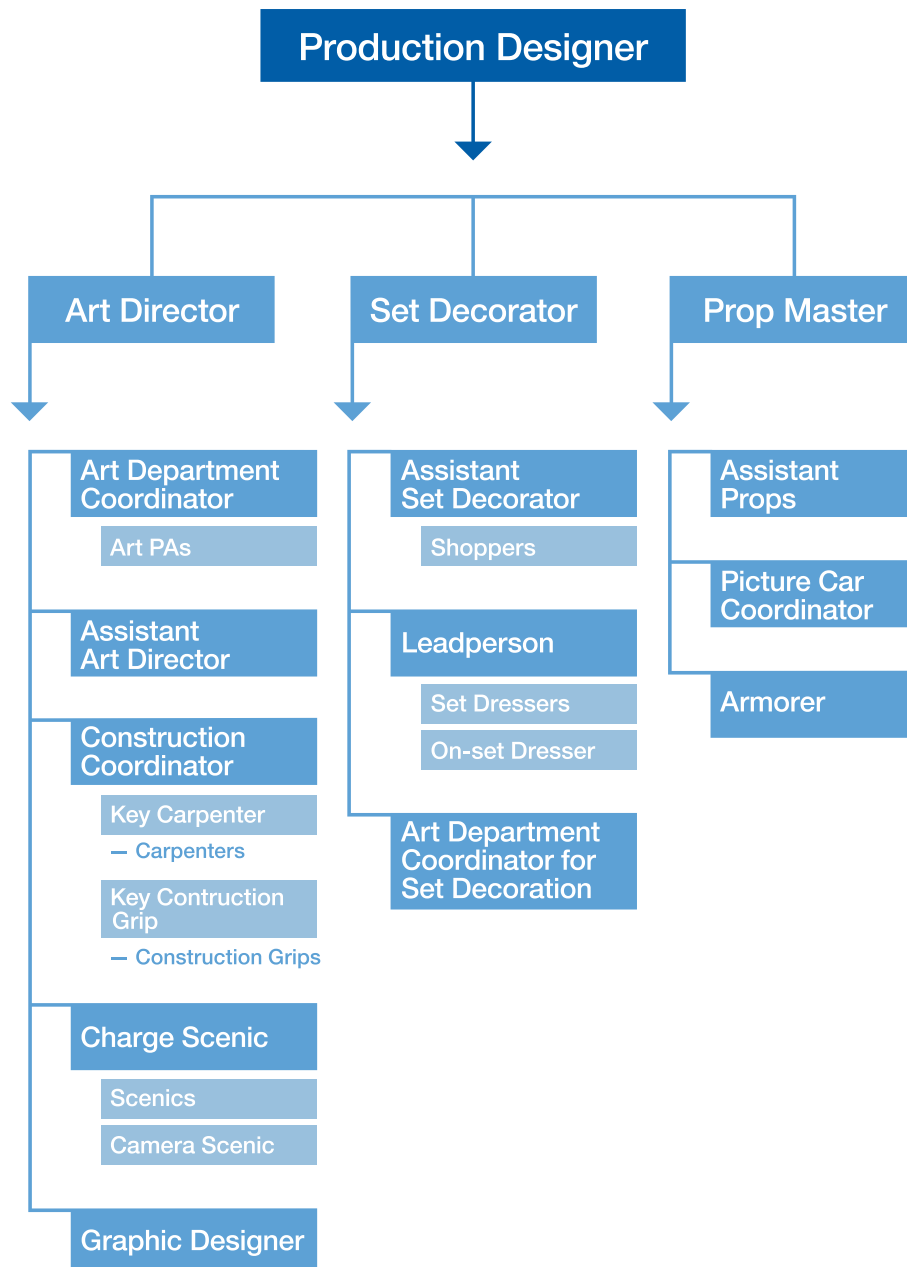 Production Designer
Art Director
Set Decorator
Prop Master
Art Department
Coordinator
Art PAs
Assistant
Art Director
Construction
Coordinator
Key Carpenter
— Carpenters
Key Contruction
Grip
— Construction Grips
Charge Scenic
Scenics
Camera Scenic
Graphic Designer
Assistant
Set Decorator
Shoppers
Leadperson
Set Dressers
On-set Dresser
Art Department
Coordinator for
Set Decoration
Assistant
Props
Picture Car
Coordinator
Armorer